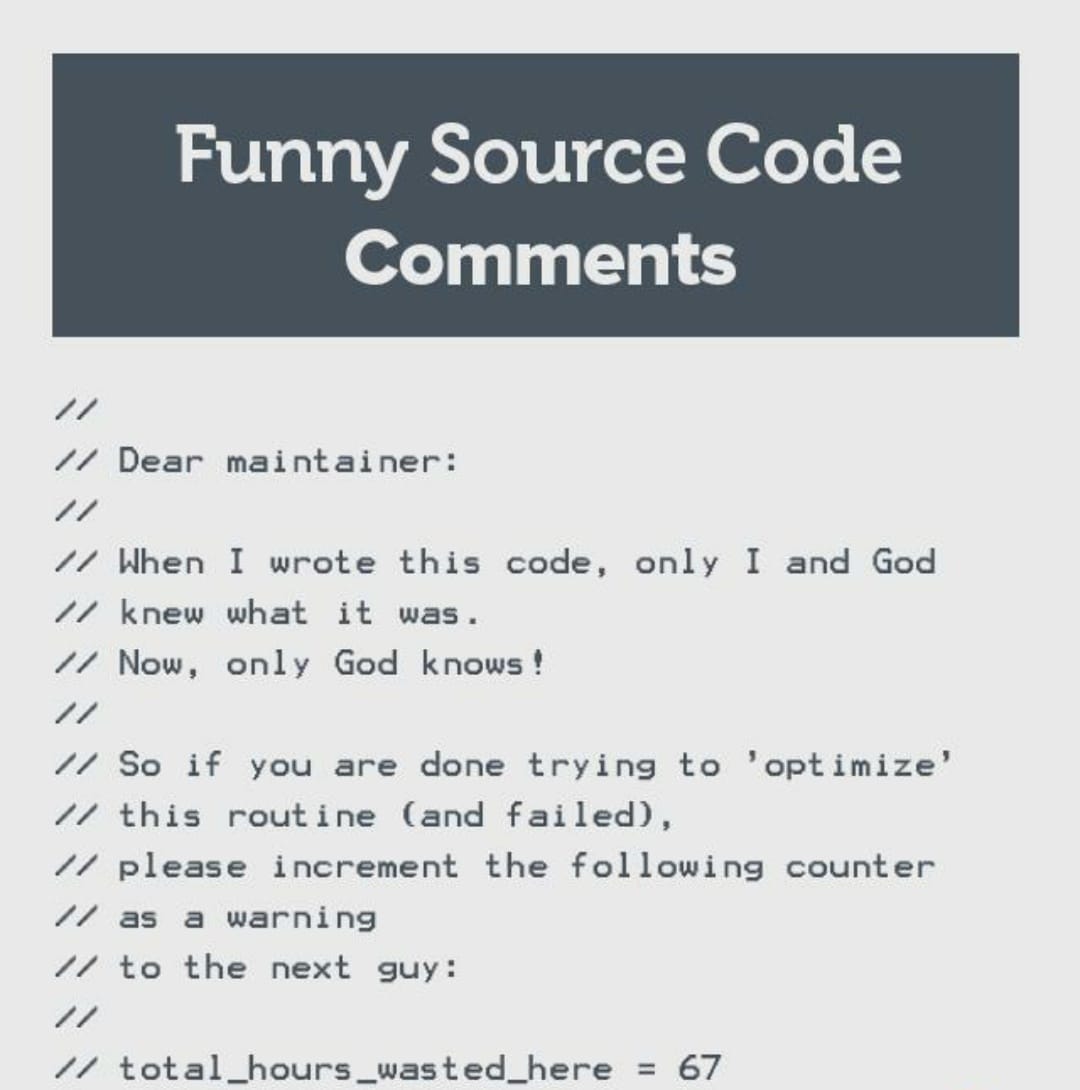 Funny Source Code
Comments
//
// Dear maintainer:
//
// When I wrote this code, only I and God
// knew what it was.
// Now, only God knows!
//
// So if you are done trying to 'optimize'
// this routine (and failed),
// please increment the following counter
// as a warning
// to the next guy:
//
// total_hours_wasted_here = 67